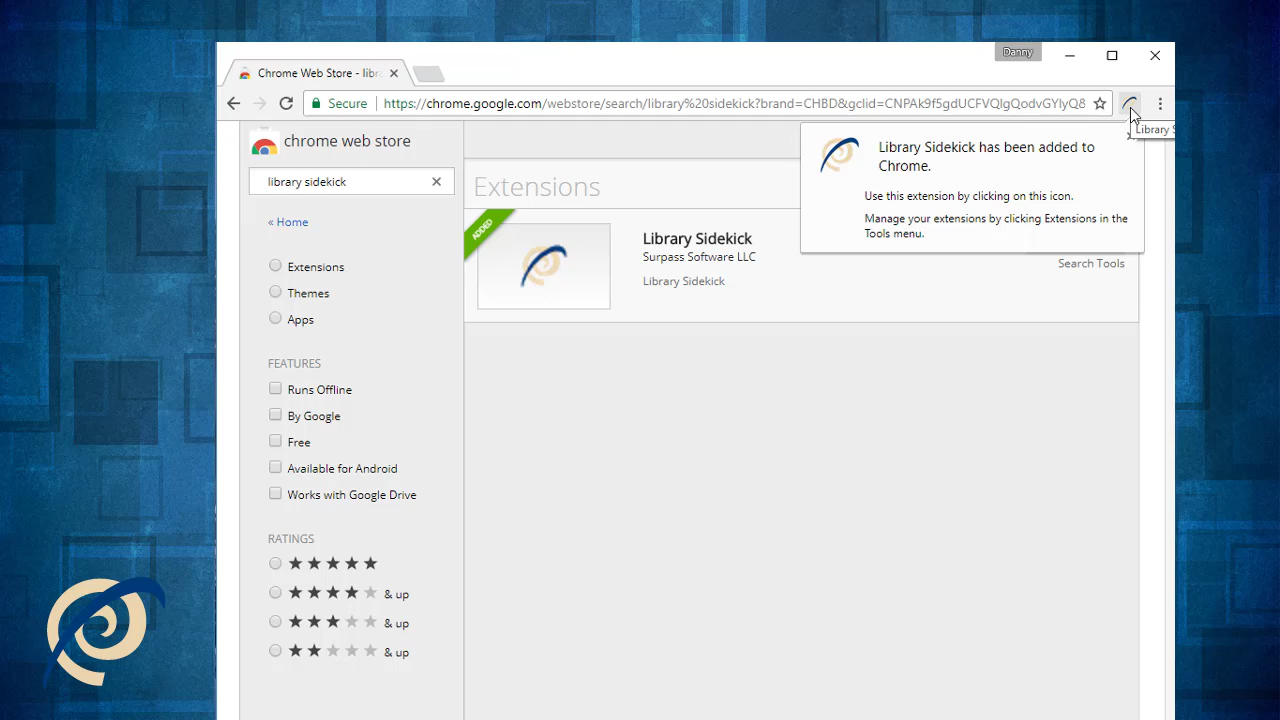 Danny
Chrome Web Store - libr
Secure
https://chrome.google.com/webstore/search/library%20sidekick?brand=CHBD&gclid=CNPAk9f5gdUCFVQlgQodvGYIyQ8
Library S
chrome web store
library sidekick
« Home
Extensions
Themes
Apps
FEATURES
Runs Offline
By Google
Free
Available for Android
Works with Google Drive
RATINGS
& up
& up
& up
Extensions
ADDED
Library Sidekick
Surpass Software LLC
Library Sidekick
Search Tools
Library Sidekick has been added to
Chrome.
Use this extension by clicking on this icon.
Manage your extensions by clicking Extensions in the
Tools menu.